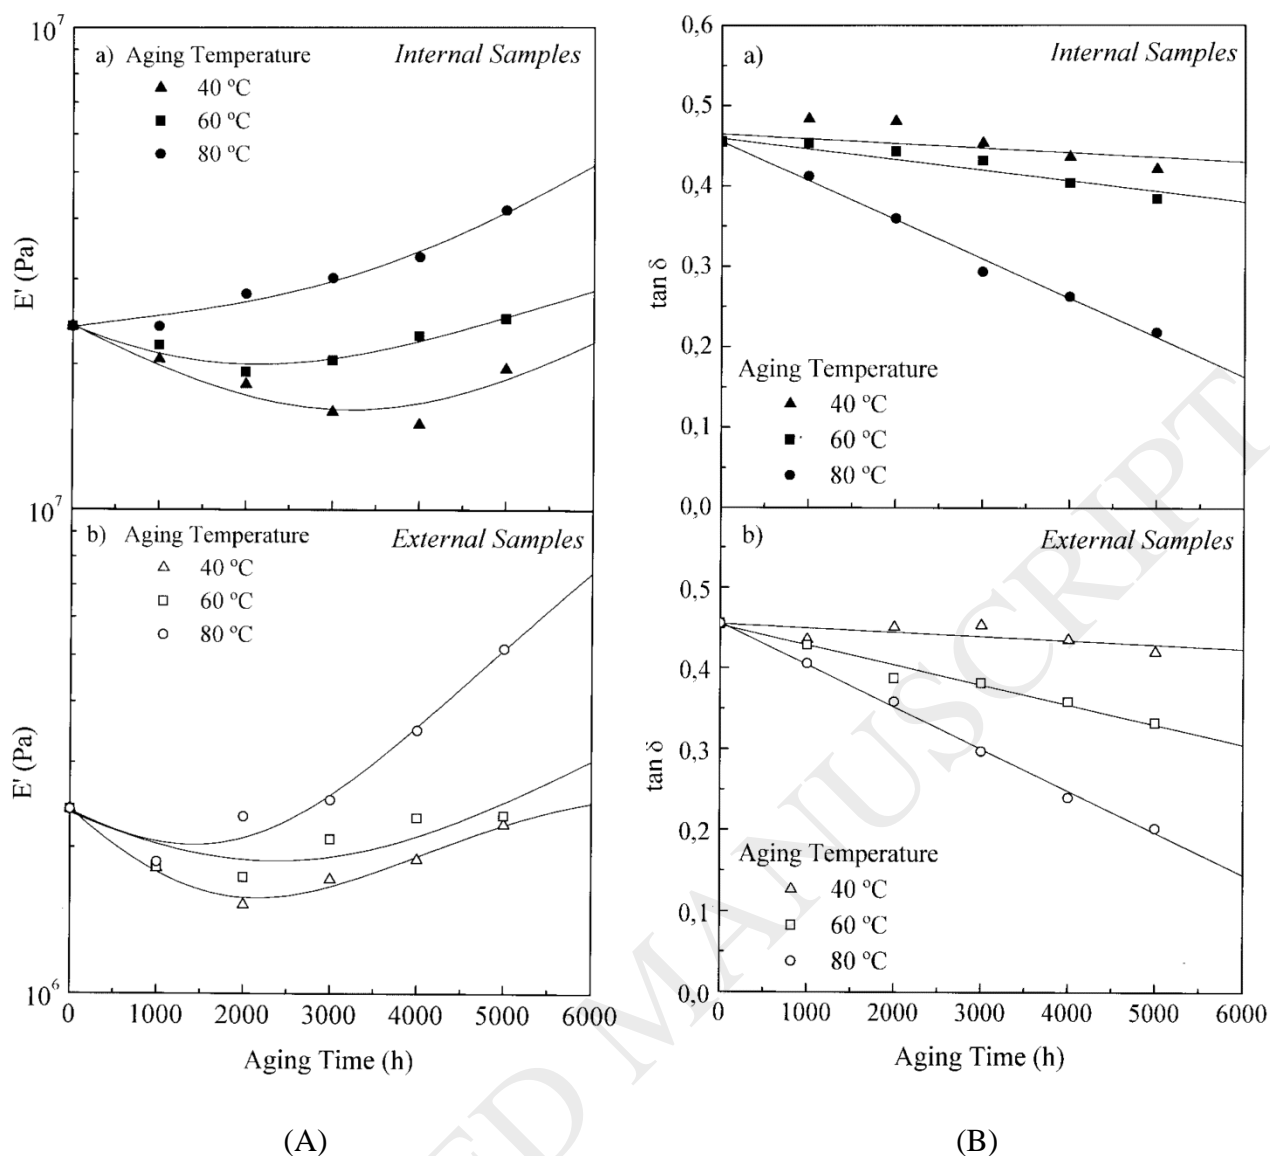 10⁷
a) Aging Temperature
Internal Samples
40 ºC
60 ºC
80 ºC
E' (Pa)
10⁷
b) Aging Temperature
External Samples
40 ºC
60 ºC
80 ºC
E' (Pa)
10⁶
0 1000 2000 3000 4000 5000 6000
Aging Time (h)
(A)
0,6
a)
Internal Samples
0,5
0,4
0,3
tan δ
0,2
Aging Temperature
40 ºC
0,1
60 ºC
80 ºC
0,0
b)
External Samples
0,5
0,4
0,3
tan δ
0,2
Aging Temperature
40 ºC
0,1
60 ºC
80 ºC
0,0
0 1000 2000 3000 4000 5000 6000
Aging Time (h)
(B)
ED MANUSCRIPT